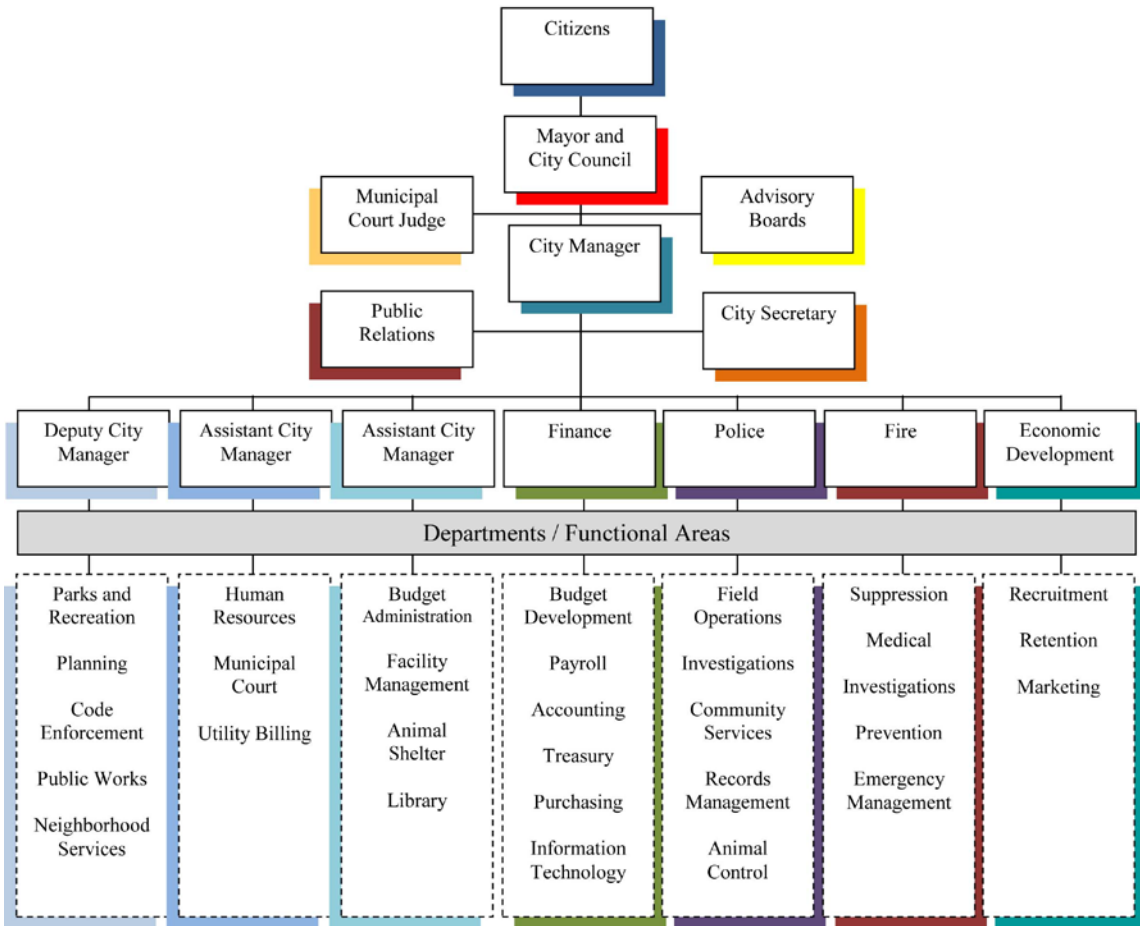 Citizens
Mayor and
City Council
Municipal
Court Judge
Advisory
Boards
City Manager
Public
Relations
City Secretary
Deputy City
Manager
Assistant City
Manager
Assistant City
Manager
Finance
Police
Fire
Economic
Development
Departments / Functional Areas
Parks and
Recreation
Planning
Code
Enforcement
Public Works
Neighborhood
Services
Human
Resources
Municipal
Court
Utility Billing
Budget
Administration
Facility
Management
Animal
Shelter
Library
Budget
Development
Payroll
Accounting
Treasury
Purchasing
Information
Technology
Field
Operations
Investigations
Community
Services
Records
Management
Animal
Control
Suppression
Medical
Investigations
Prevention
Emergency
Management
Recruitment
Retention
Marketing